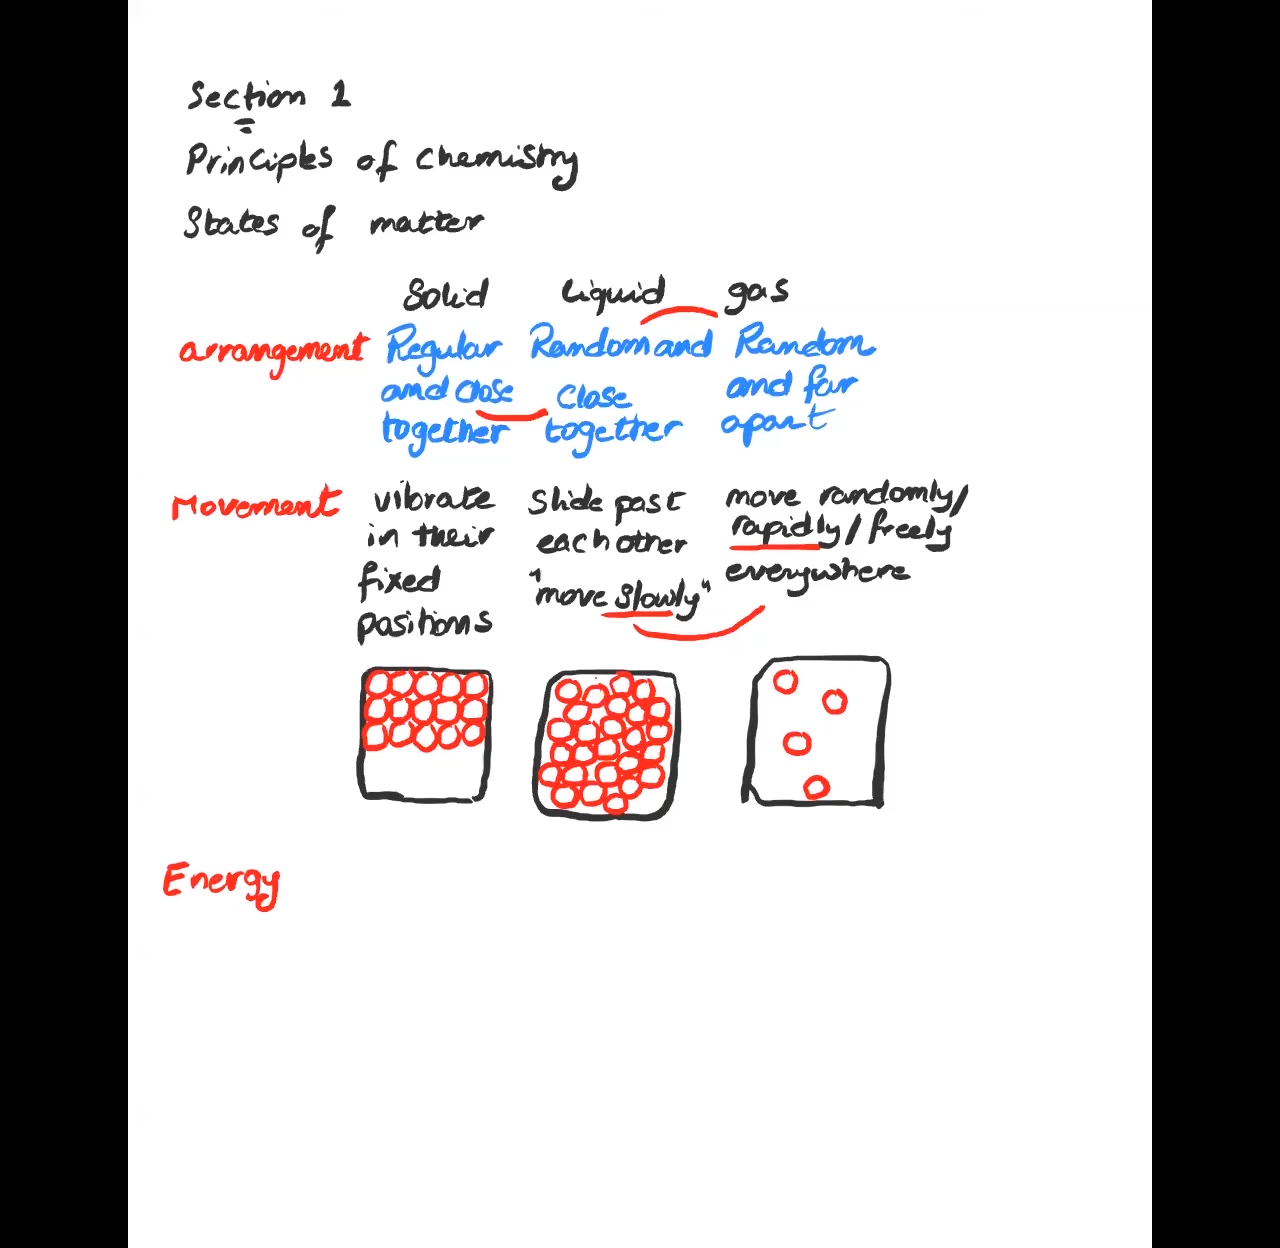 Section 1
Principles of chemistry
States of matter
Solid Liquid gas
arrangement Regular Random and Random
and close close and far
together together apart
Movement vibrate slide past move randomly/
in their each other rapidly/freely
fixed "move slowly" everywhere
positions
Energy